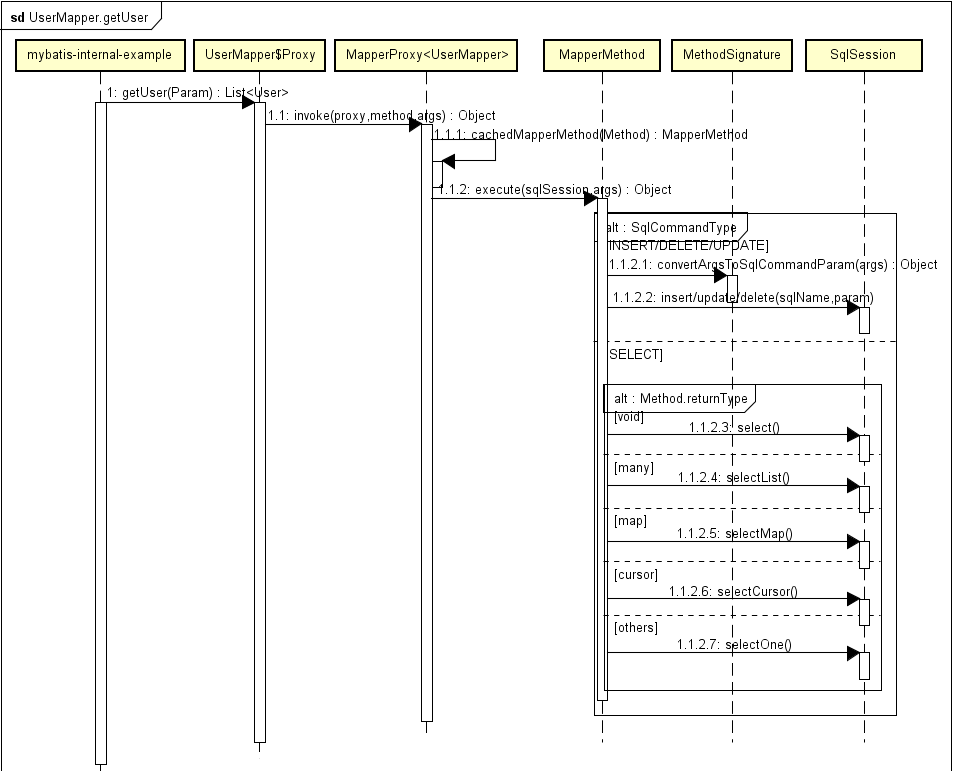 sd UserMapper.getUser
mybatis-internal-example
UserMapper$Proxy
MapperProxy<UserMapper>
MapperMethod
MethodSignature
SqlSession
1: getUser(Param) : List<User>
1.1: invoke(proxy,method,args) : Object
1.1.1: cachedMapperMethod(Method) : MapperMethod
1.1.2: execute(sqlSession,args) : Object
alt : SqlCommandType
[INSERT/DELETE/UPDATE]
1.1.2.1: convertArgsToSqlCommandParam(args) : Object
1.1.2.2: insert/update/delete(sqlName,param)
[SELECT]
alt : Method.returnType
[void]
1.1.2.3: select()
[many]
1.1.2.4: selectList()
[map]
1.1.2.5: selectMap()
[cursor]
1.1.2.6: selectCursor()
[others]
1.1.2.7: selectOne()